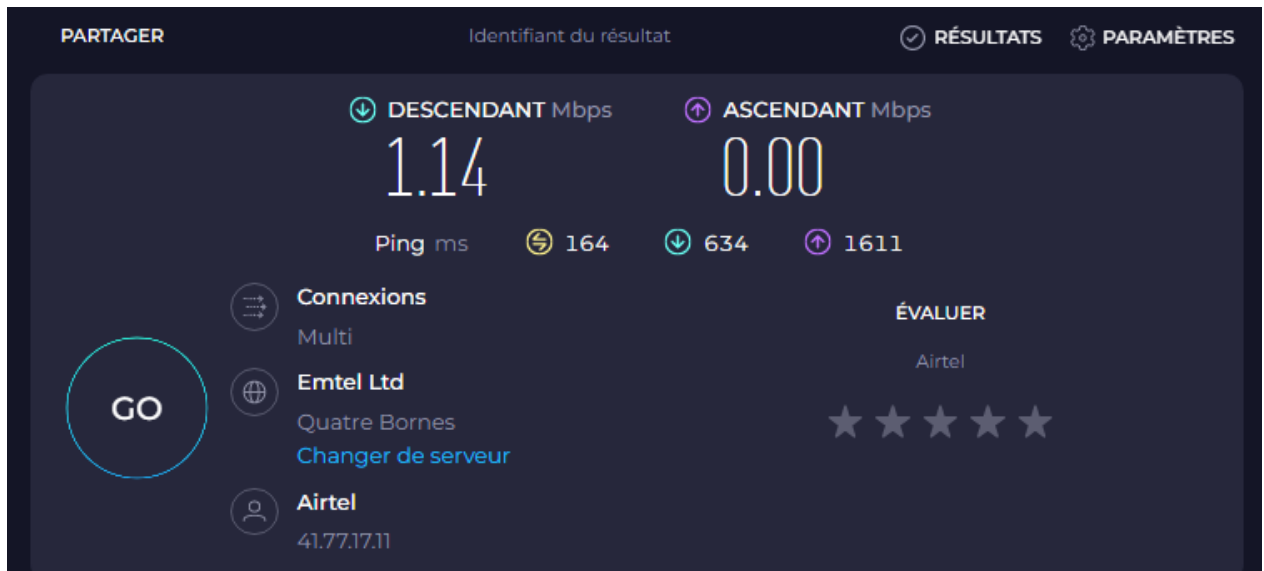 PARTAGER
Identifiant du résultat
RÉSULTATS
PARAMÈTRES
DESCENDANT Mbps
ASCENDANT Mbps
1.14
0.00
Ping ms 164 634 1611
Connexions
Multi
Emtel Ltd
Quatre Bornes
Changer de serveur
Airtel
41.77.17.11
GO
ÉVALUER
Airtel